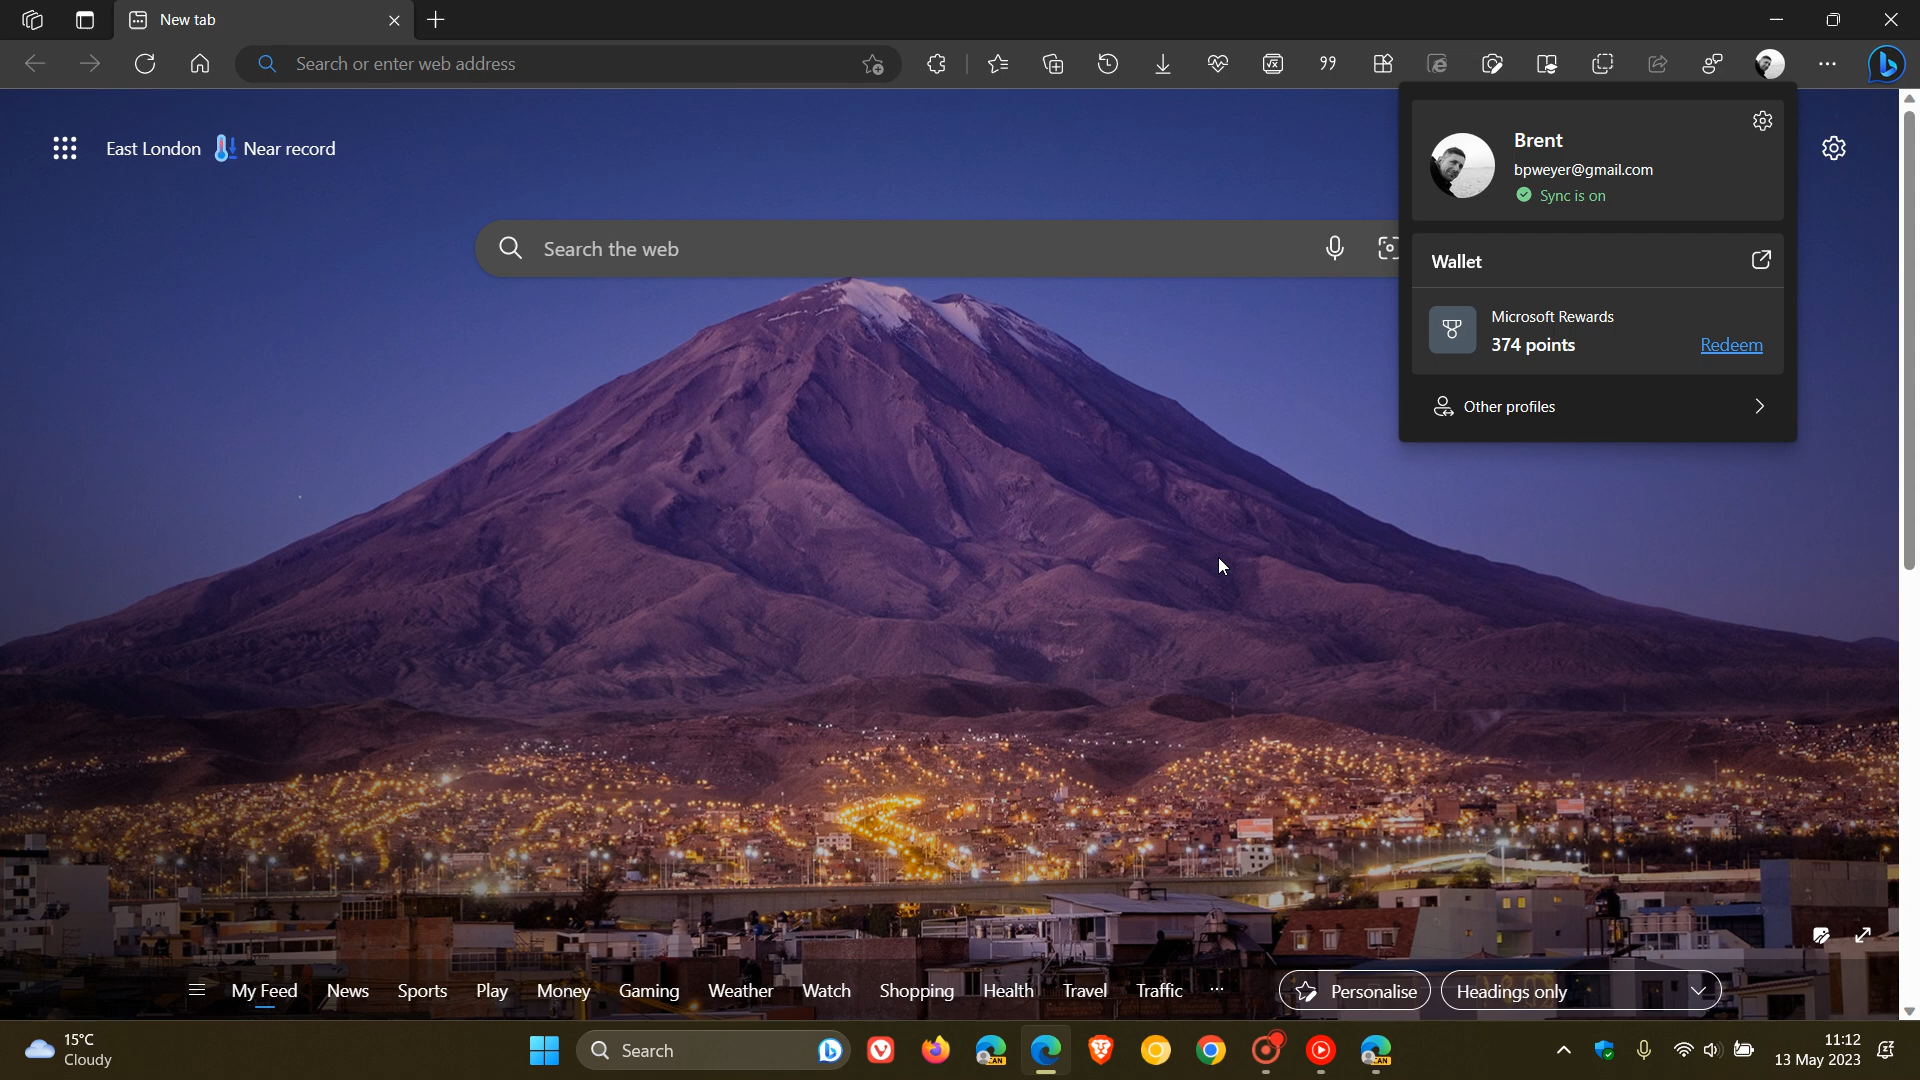 New tab
Search or enter web address
East London
Near record
Brent
bpweyer@gmail.com
Sync is on
Search the web
Wallet
Microsoft Rewards
374 points
Redeem
Other profiles
My Feed
News
Sports
Play
Money
Gaming
Weather
Watch
Shopping
Health
Travel
Traffic
Personalise
Headings only
15°C
Cloudy
Search
CAN
CAN
11:12
13 May 2023